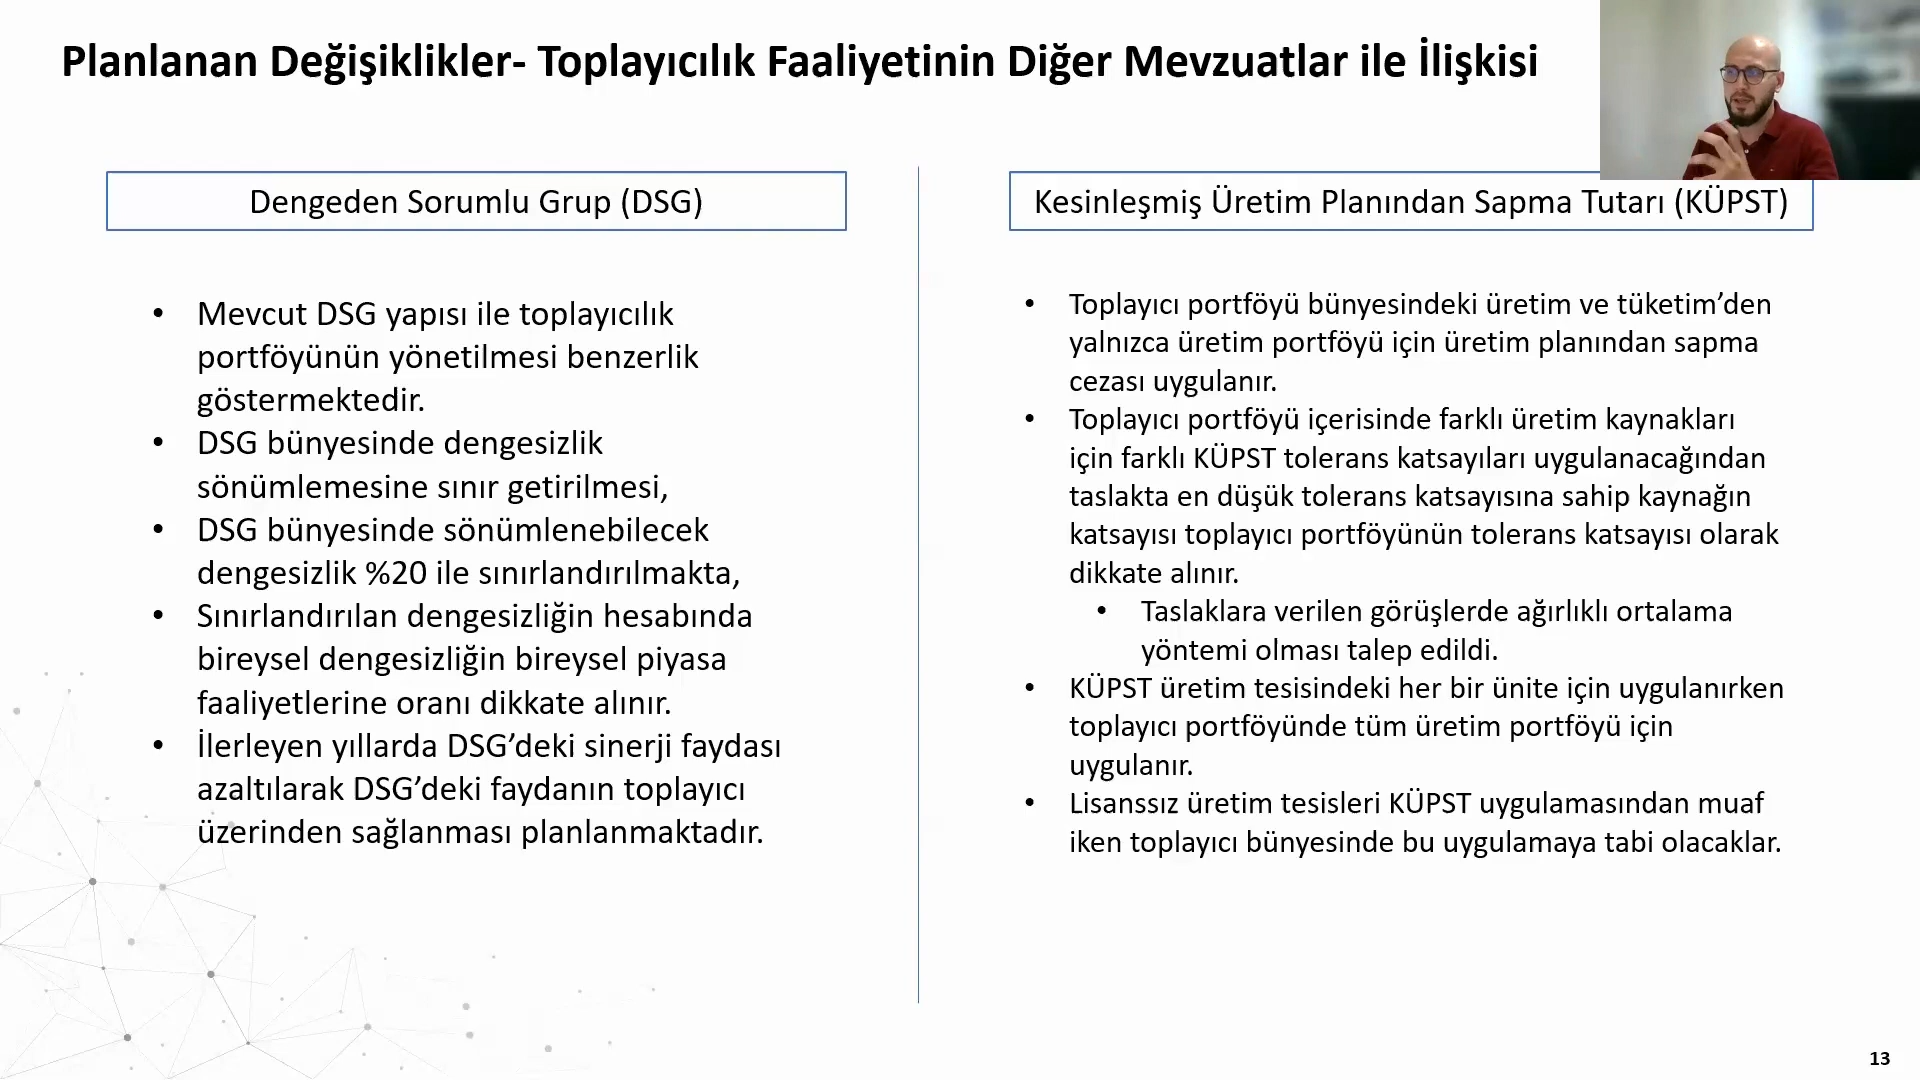 Planlanan Değişiklikler- Toplayıcılık Faaliyetinin Diğer Mevzuatlar ile İlişkisi
Dengeden Sorumlu Grup (DSG)
• Mevcut DSG yapısı ile toplayıcılık
portföyünün yönetilmesi benzerlik
göstermektedir.
• DSG bünyesinde dengesizlik
sönümlemesine sınır getirilmesi,
• DSG bünyesinde sönümlenebilecek
dengesizlik %20 ile sınırlandırılmakta,
• Sınırlandırılan dengesizliğin hesabında
bireysel dengesizliğin bireysel piyasa
faaliyetlerine oranı dikkate alınır.
• İlerleyen yıllarda DSG’deki sinerji faydası
azaltılarak DSG’deki faydanın toplayıcı
üzerinden sağlanması planlanmaktadır.
Kesinleşmiş Üretim Planından Sapma Tutarı (KÜPST)
• Toplayıcı portföyü bünyesindeki üretim ve tüketim’den
yalnızca üretim portföyü için üretim planından sapma
cezası uygulanır.
• Toplayıcı portföyü içerisinde farklı üretim kaynakları
için farklı KÜPST tolerans katsayıları uygulanacağından
taslakta en düşük tolerans katsayısına sahip kaynağın
katsayısı toplayıcı portföyünün tolerans katsayısı olarak
dikkate alınır.
• Taslaklara verilen görüşlerde ağırlıklı ortalama
yöntemi olması talep edildi.
• KÜPST üretim tesisindeki her bir ünite için uygulanırken
toplayıcı portföyünde tüm üretim portföyü için
uygulanır.
• Lisanssız üretim tesisleri KÜPST uygulamasından muaf
iken toplayıcı bünyesinde bu uygulamaya tabi olacaklar.
13